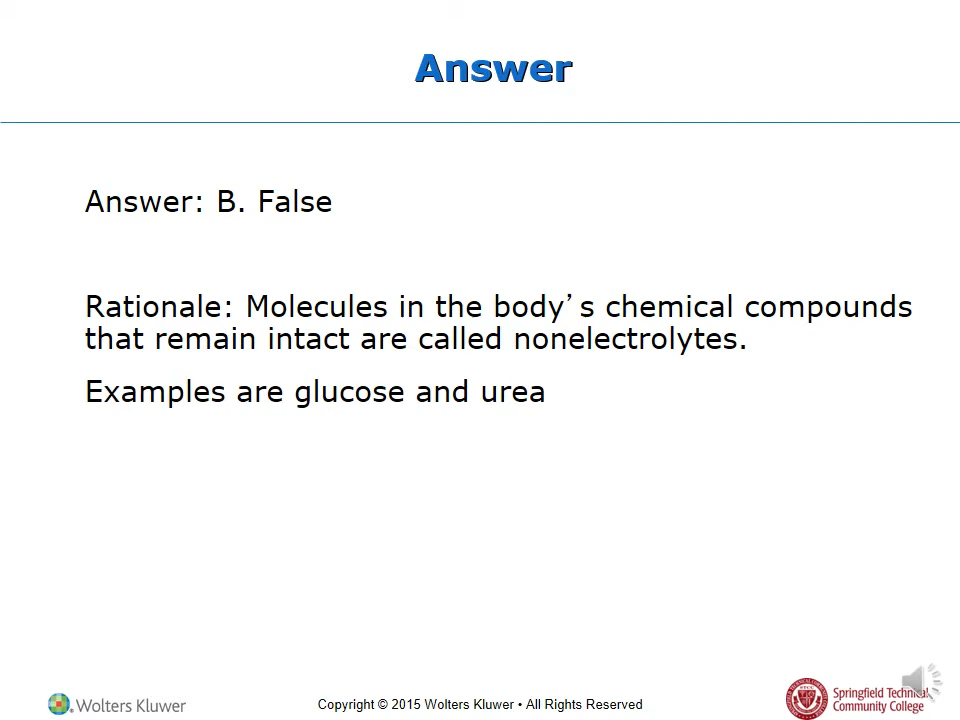 Answer
Answer: B. False
Rationale: Molecules in the body’s chemical compounds
that remain intact are called nonelectrolytes.
Examples are glucose and urea
Wolters Kluwer
Copyright © 2015 Wolters Kluwer • All Rights Reserved
Springfield Technical
Community College